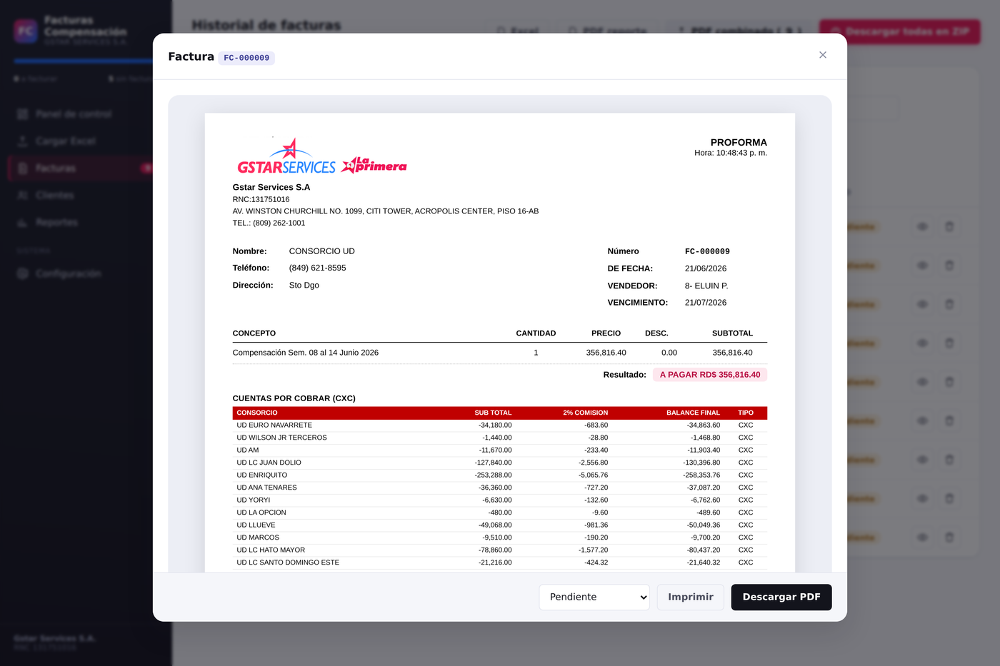 FC
Facturas
Compensación
GSTAR SERVICES S.A.
Panel de control
Cargar Excel
Facturas
Clientes
Reportes
Configuración
Gstar Services S.A.
RNC 131751016
Historial de facturas
Excel
PDF reporte
PDF combinado ( 9 )
Descargar todas en ZIP
Factura FC-000009
GSTARSERVICES La primera
PROFORMA
Hora: 10:48:43 p. m.
Gstar Services S.A
RNC:131751016
AV. WINSTON CHURCHILL NO. 1099, CITI TOWER, ACROPOLIS CENTER, PISO 16-AB
TEL.: (809) 262-1001
Nombre: CONSORCIO UD
Teléfono: (849) 621-8595
Dirección: Sto Dgo
Número FC-000009
DE FECHA: 21/06/2026
VENDEDOR: 8- ELUIN P.
VENCIMIENTO: 21/07/2026
CONCEPTO CANTIDAD PRECIO DESC. SUBTOTAL
Compensación Sem. 08 al 14 Junio 2026 1 356,816.40 0.00 356,816.40
Resultado: A PAGAR RD$ 356,816.40
CUENTAS POR COBRAR (CXC)
CONSORCIO SUB TOTAL 2% COMISION BALANCE FINAL TIPO
UD EURO NAVARRETE -34,180.00 -683.60 -34,863.60 CXC
UD WILSON JR TERCEROS -1,440.00 -28.80 -1,468.80 CXC
UD AM -11,670.00 -233.40 -11,903.40 CXC
UD LC JUAN DOLIO -127,840.00 -2,556.80 -130,396.80 CXC
UD ENRIQUITO -253,288.00 -5,065.76 -258,353.76 CXC
UD ANA TENARES -36,360.00 -727.20 -37,087.20 CXC
UD YORYI -6,630.00 -132.60 -6,762.60 CXC
UD LA OPCION -480.00 -9.60 -489.60 CXC
UD LLUEVE -49,068.00 -981.36 -50,049.36 CXC
UD MARCOS -9,510.00 -190.20 -9,700.20 CXC
UD LC HATO MAYOR -78,860.00 -1,577.20 -80,437.20 CXC
UD LC SANTO DOMINGO ESTE -21,216.00 -424.32 -21,640.32 CXC
Pendiente
Imprimir
Descargar PDF